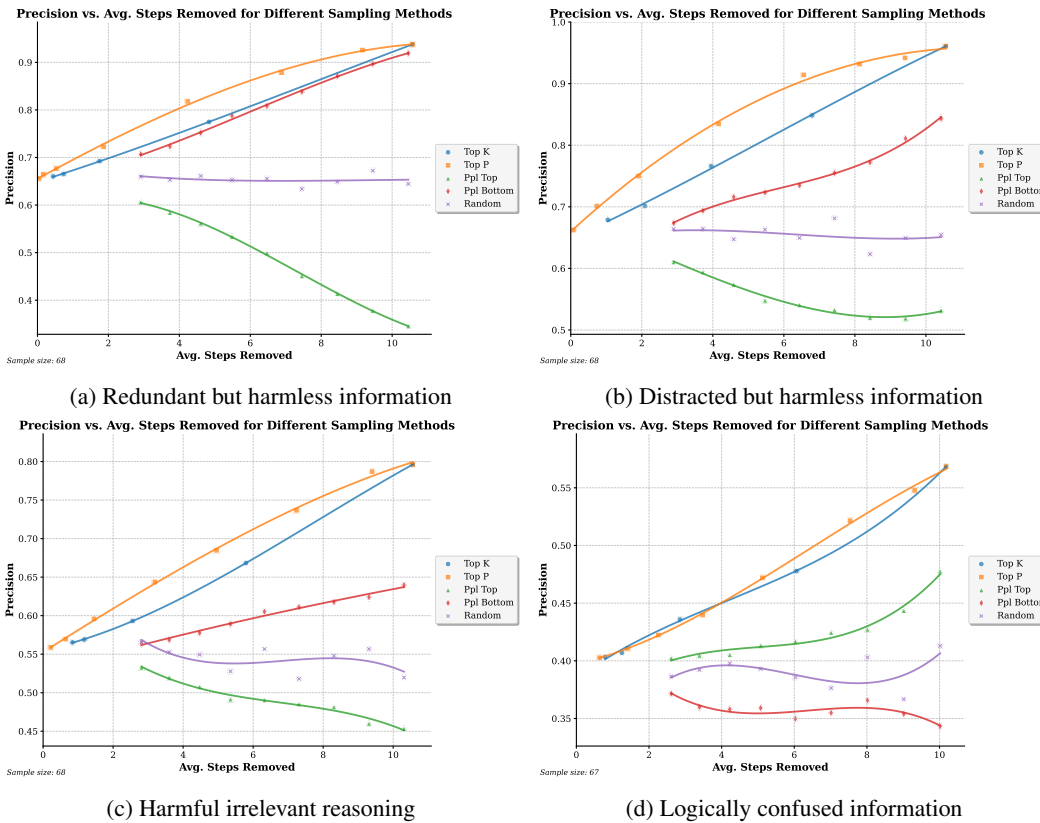 Precision vs. Avg. Steps Removed for Different Sampling Methods
Precision
0.9
0.8
0.7
0.6
0.5
0.4
0
2
4
6
8
10
Avg. Steps Removed
Sample size: 68
Top K
Top P
Ppl Top
Ppl Bottom
Random
(a) Redundant but harmless information
Precision vs. Avg. Steps Removed for Different Sampling Methods
Precision
1.0
0.9
0.8
0.7
0.6
0.5
0
2
4
6
8
10
Avg. Steps Removed
Sample size: 68
Top K
Top P
Ppl Top
Ppl Bottom
Random
(b) Distracted but harmless information
Precision vs. Avg. Steps Removed for Different Sampling Methods
Precision
0.80
0.75
0.70
0.65
0.60
0.55
0.50
0.45
0
2
4
6
8
10
Avg. Steps Removed
Sample size: 68
Top K
Top P
Ppl Top
Ppl Bottom
Random
(c) Harmful irrelevant reasoning
Precision vs. Avg. Steps Removed for Different Sampling Methods
Precision
0.55
0.50
0.45
0.40
0.35
0
2
4
6
8
10
Avg. Steps Removed
Sample size: 67
Top K
Top P
Ppl Top
Ppl Bottom
Random
(d) Logically confused information